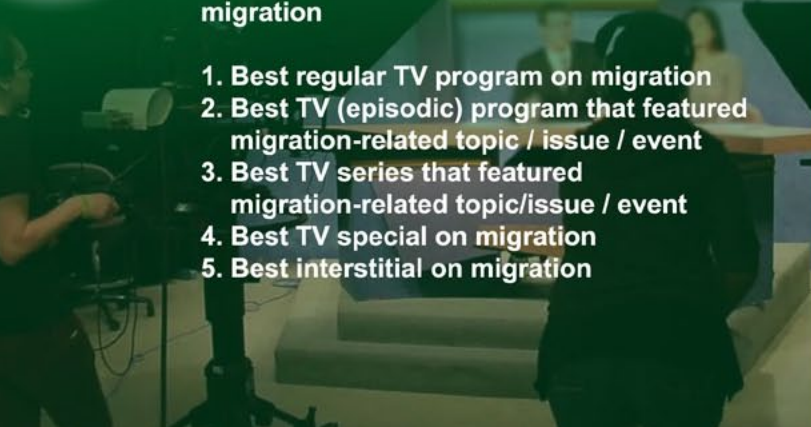 migration
1. Best regular TV program on migration
2. Best TV (episodic) program that featured
migration-related topic / issue / event
3. Best TV series that featured
migration-related topic/issue / event
4. Best TV special on migration
5. Best interstitial on migration